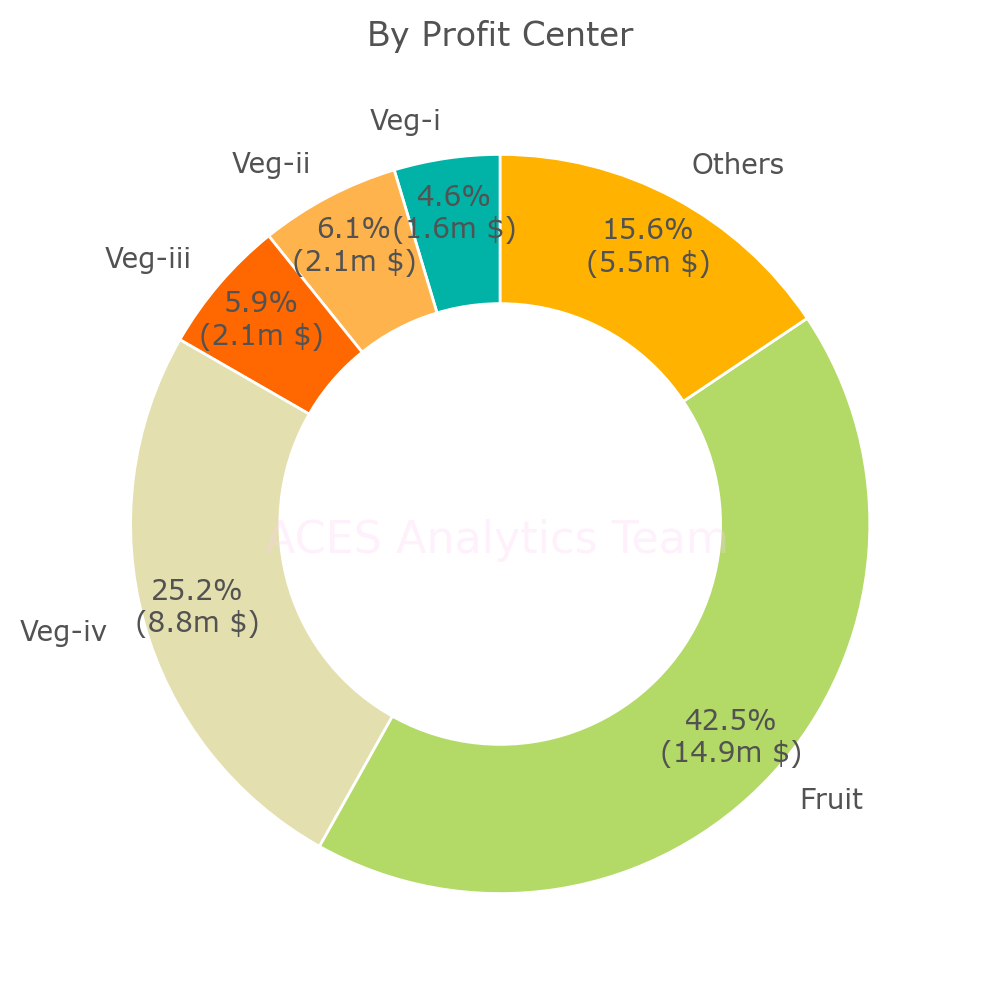 By Profit Center
Veg-i
4.6%
(1.6m $)
Veg-ii
6.1%
(2.1m $)
Veg-iii
5.9%
(2.1m $)
Veg-iv
25.2%
(8.8m $)
Fruit
42.5%
(14.9m $)
Others
15.6%
(5.5m $)
ACES Analytics Team